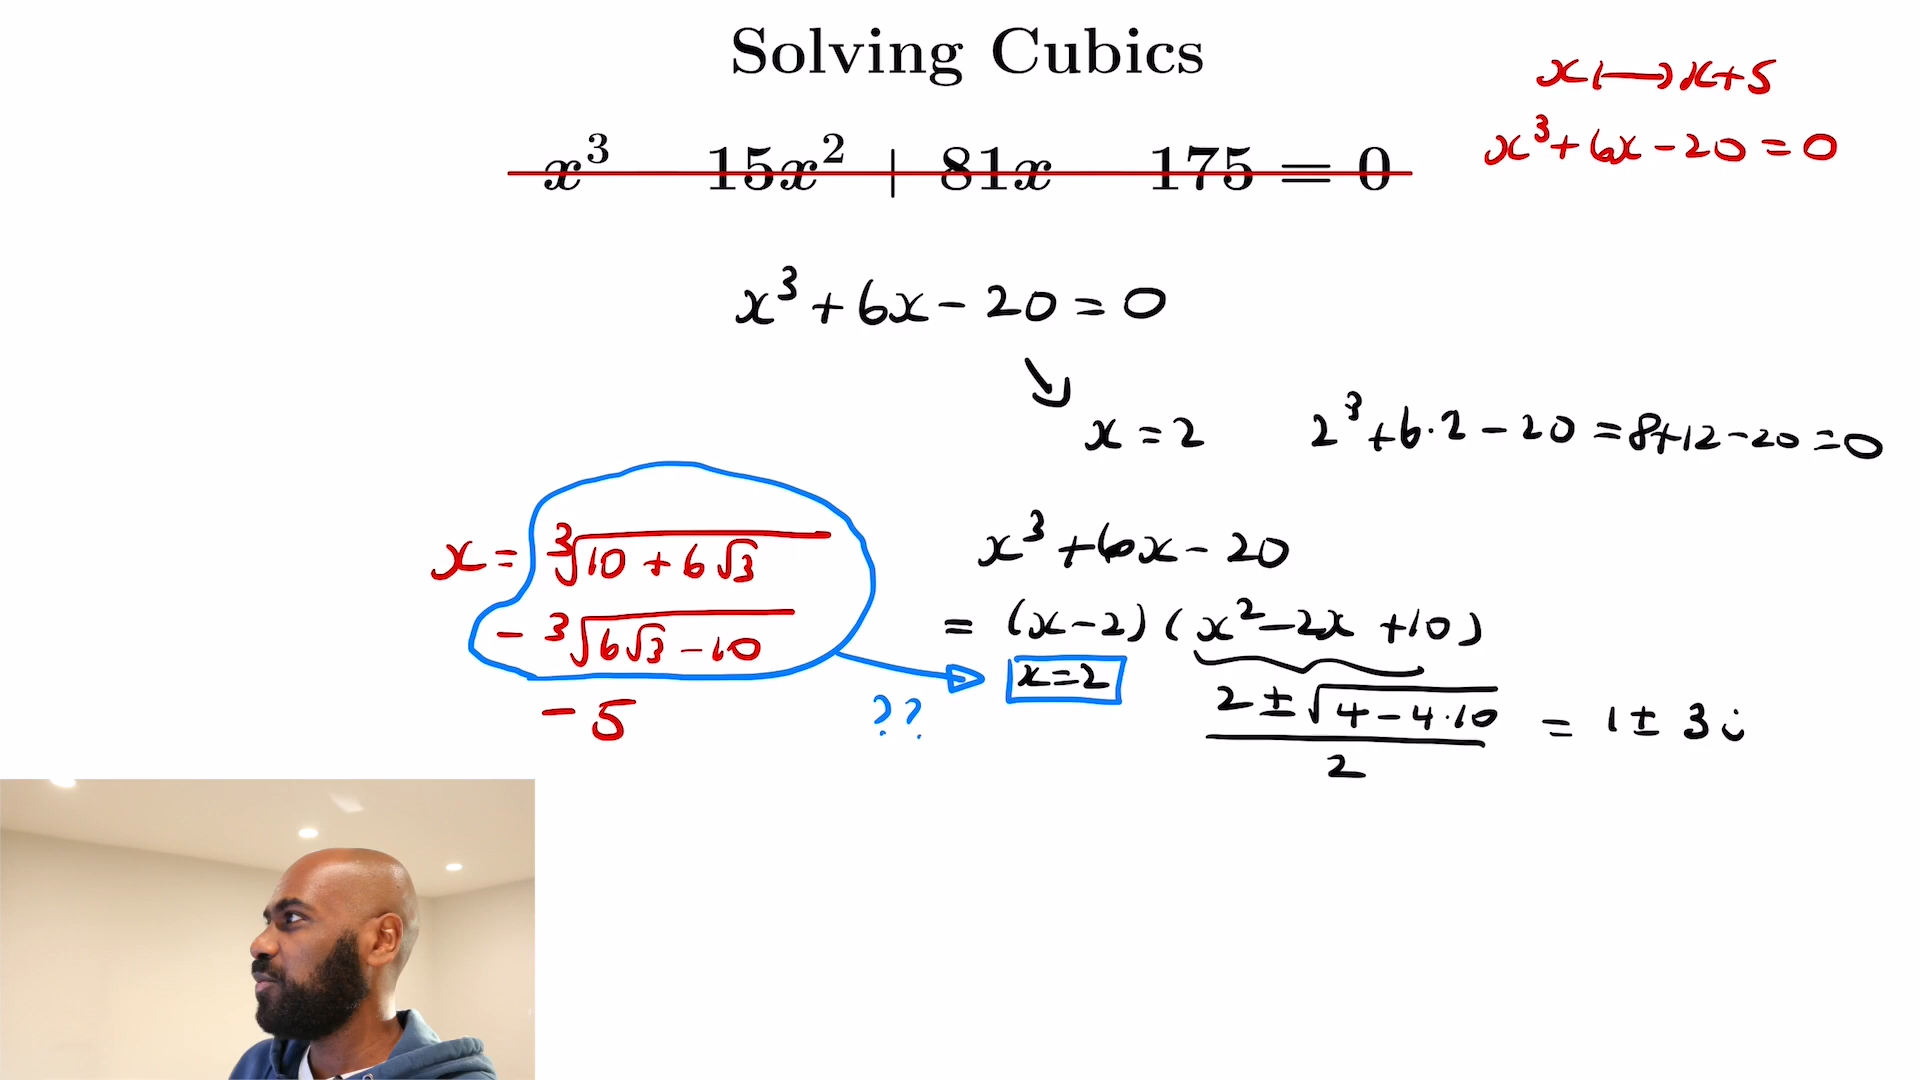 Solving Cubics
x ↦ x+5
x³ + 6x - 20 = 0
x³ - 15x² + 81x - 175 = 0
x³ + 6x - 20 = 0
↘
x = 2
2³ + 6·2 - 20 = 8+12-20 = 0
x = ∛(10 + 6√3)
- ∛(6√3 - 10)
- 5
??
x³ + 6x - 20
= (x-2)(x² - 2x + 10)
x=2
(2 ± √(4 - 4·10))/2 = 1 ± 3i